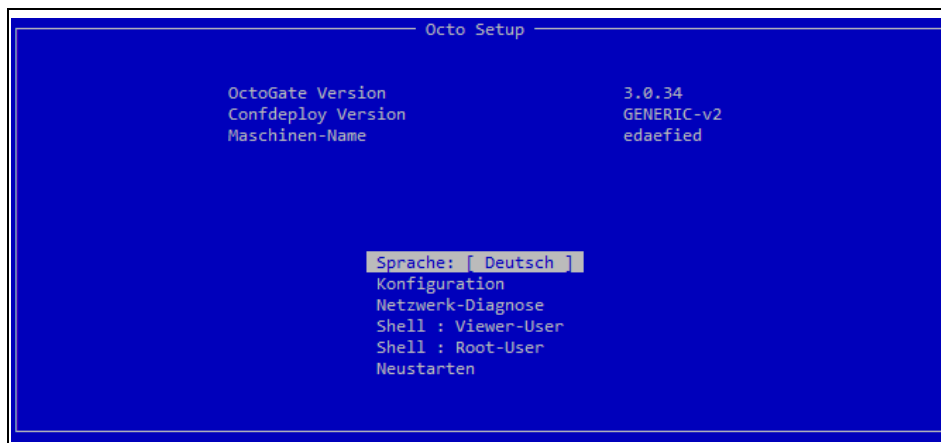 Octo Setup
OctoGate Version 3.0.34
Confdeploy Version GENERIC-v2
Maschinen-Name edaefied
Sprache: [ Deutsch ]
Konfiguration
Netzwerk-Diagnose
Shell : Viewer-User
Shell : Root-User
Neustarten